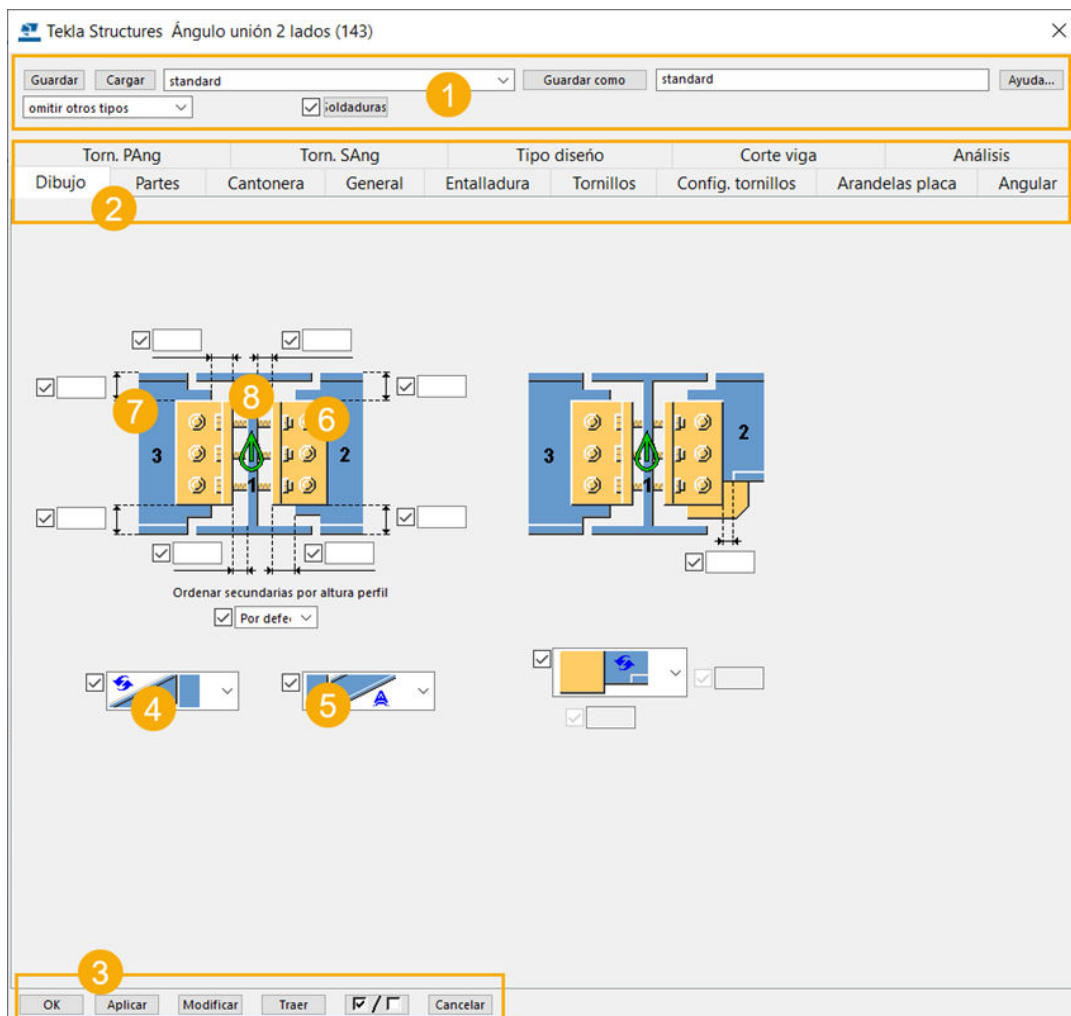 Tekla Structures Ángulo unión 2 lados (143)
Guardar Cargar standard Guardar como standard Ayuda...
1
omitir otros tipos Soldaduras
Torn. PAng Torn. SAng Tipo diseño Corte viga Análisis
Dibujo Partes Cantonera General Entalladura Tornillos Config. tornillos Arandelas placa Angular
2
7 8 6
3 2 3 2
1 1
Ordenar secundarias por altura perfil
Por defe
4 5
3
OK Aplicar Modificar Traer / Cancelar